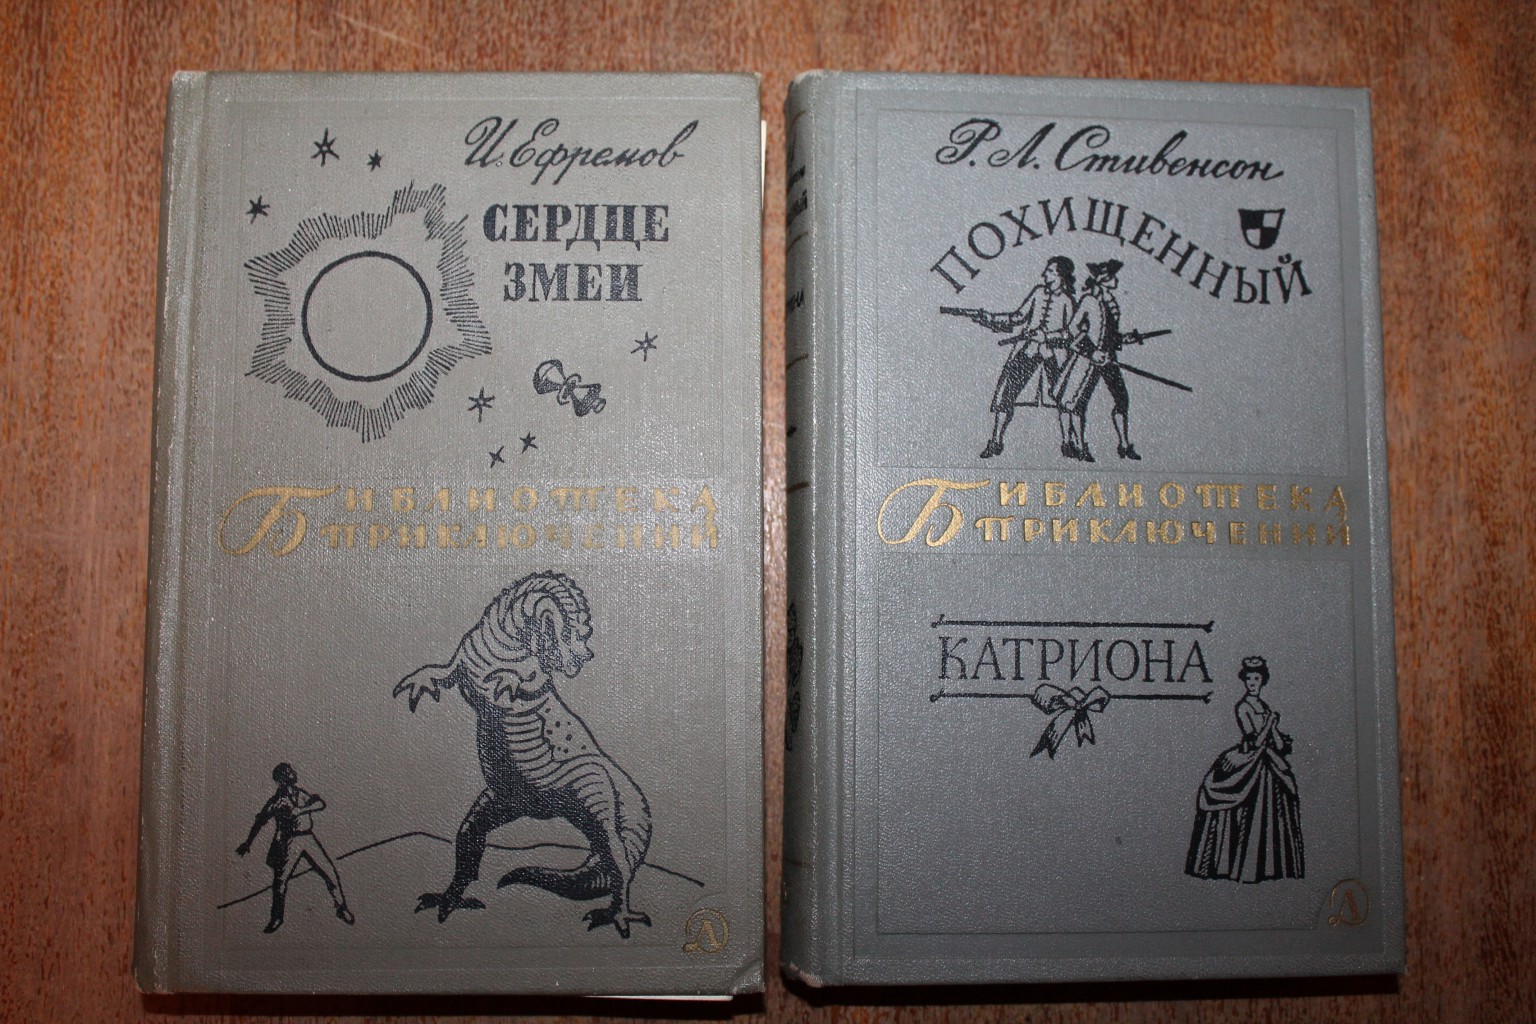 И. Ефремов
СЕРДЦЕ
ЗМЕИ
БИБЛИОТЕКА
ПРИКЛЮЧЕНИЙ
Р. Л. Стивенсон
ПОХИЩЕННЫЙ
БИБЛИОТЕКА
ПРИКЛЮЧЕНИЙ
КАТРИОНА